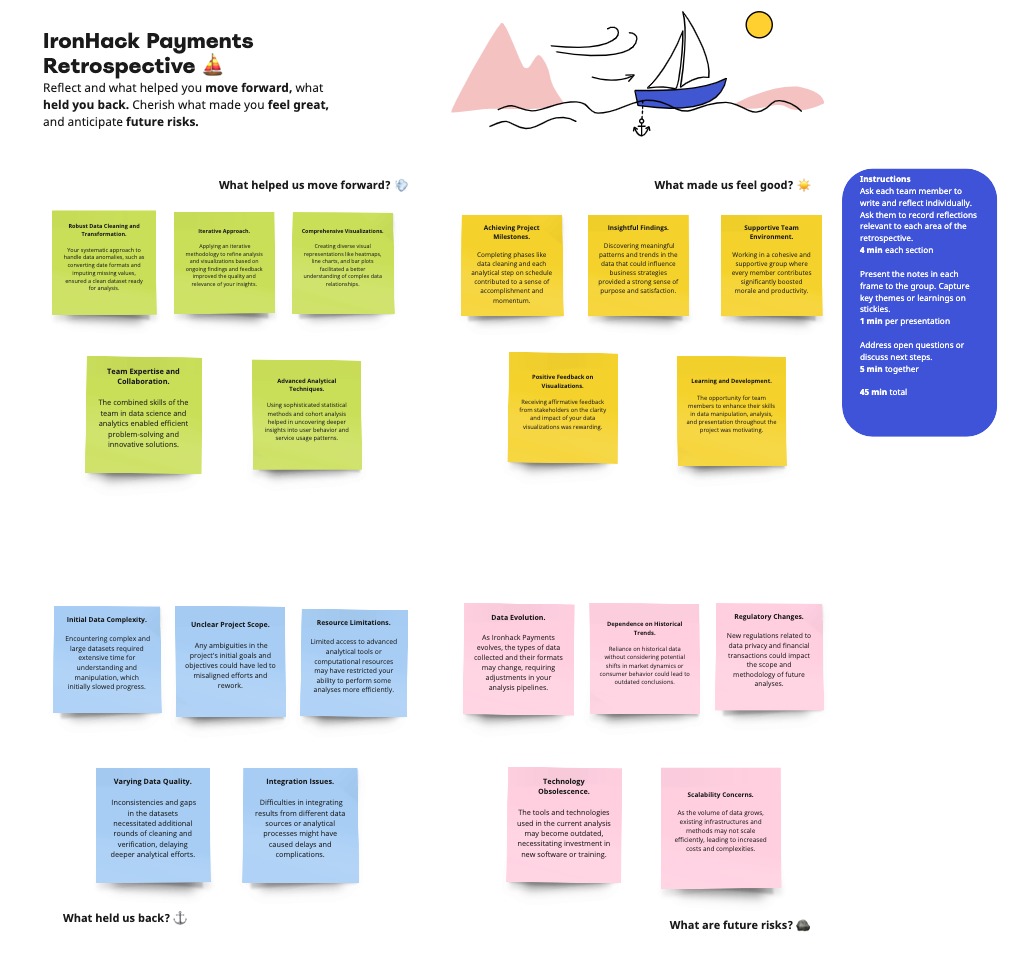 IronHack Payments
Retrospective ⛵
Reflect and what helped you move forward, what
held you back. Cherish what made you feel great,
and anticipate future risks.
What helped us move forward? 💨
Robust Data Cleaning and
Transformation.
Your systematic approach to
handle data anomalies, such as
converting date formats and
imputing missing values,
ensured a clean dataset ready
for analysis.
Iterative Approach.
Applying an iterative
methodology to refine analysis
and visualizations based on
ongoing findings and feedback
improved the quality and
relevance of your insights.
Comprehensive Visualizations.
Creating diverse visual
representations like heatmaps,
line charts, and bar plots
facilitated a better
understanding of complex data
relationships.
Team Expertise and
Collaboration.
The combined skills of the
team in data science and
analytics enabled efficient
problem-solving and
innovative solutions.
Advanced Analytical
Techniques.
Using sophisticated statistical
methods and cohort analysis
helped in uncovering deeper
insights into user behavior and
service usage patterns.
What made us feel good? ☀️
Achieving Project
Milestones.
Completing phases like
data cleaning and each
analytical step on schedule
contributed to a sense of
accomplishment and
momentum.
Insightful Findings.
Discovering meaningful
patterns and trends in the
data that could influence
business strategies
provided a strong sense of
purpose and satisfaction.
Supportive Team
Environment.
Working in a cohesive and
supportive group where
every member contributes
significantly boosted
morale and productivity.
Positive Feedback on
Visualizations.
Receiving affirmative feedback
from stakeholders on the clarity
and impact of your data
visualizations was rewarding.
Learning and Development.
The opportunity for team
members to enhance their skills
in data manipulation, analysis,
and presentation throughout the
project was motivating.
Instructions
Ask each team member to
write and reflect individually.
Ask them to record reflections
relevant to each area of the
retrospective.
4 min each section
Present the notes in each
frame to the group. Capture
key themes or learnings on
stickies.
1 min per presentation
Address open questions or
discuss next steps.
5 min together
45 min total
Initial Data Complexity.
Encountering complex and
large datasets required
extensive time for
understanding and
manipulation, which
initially slowed progress.
Unclear Project Scope.
Any ambiguities in the
project's initial goals and
objectives could have led to
misaligned efforts and
rework.
Resource Limitations.
Limited access to advanced
analytical tools or
computational resources
may have restricted your
ability to perform some
analyses more efficiently.
Varying Data Quality.
Inconsistencies and gaps
in the datasets
necessitated additional
rounds of cleaning and
verification, delaying
deeper analytical efforts.
Integration Issues.
Difficulties in integrating
results from different data
sources or analytical
processes might have
caused delays and
complications.
What held us back? ⚓
Data Evolution.
As Ironhack Payments
evolves, the types of data
collected and their formats
may change, requiring
adjustments in your
analysis pipelines.
Dependence on Historical
Trends.
Reliance on historical data
without considering potential
shifts in market dynamics or
consumer behavior could lead to
outdated conclusions.
Regulatory Changes.
New regulations related to
data privacy and financial
transactions could impact
the scope and
methodology of future
analyses.
Technology
Obsolescence.
The tools and technologies
used in the current analysis
may become outdated,
necessitating investment in
new software or training.
Scalability Concerns.
As the volume of data grows,
existing infrastructures and
methods may not scale
efficiently, leading to increased
costs and complexities.
What are future risks? 🪨